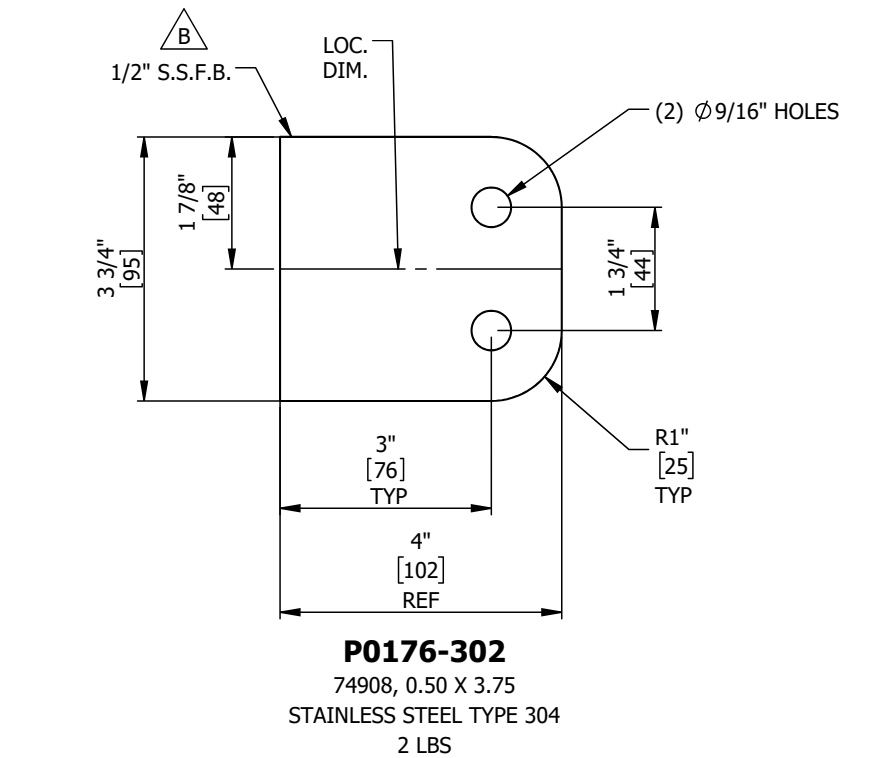 B
1/2" S.S.F.B.
LOC.
DIM.
(2) ∅9/16" HOLES
1 7/8"
[48]
3 3/4"
[95]
1 3/4"
[44]
3"
[76]
TYP
R1"
[25]
TYP
4"
[102]
REF
P0176-302
74908, 0.50 X 3.75
STAINLESS STEEL TYPE 304
2 LBS